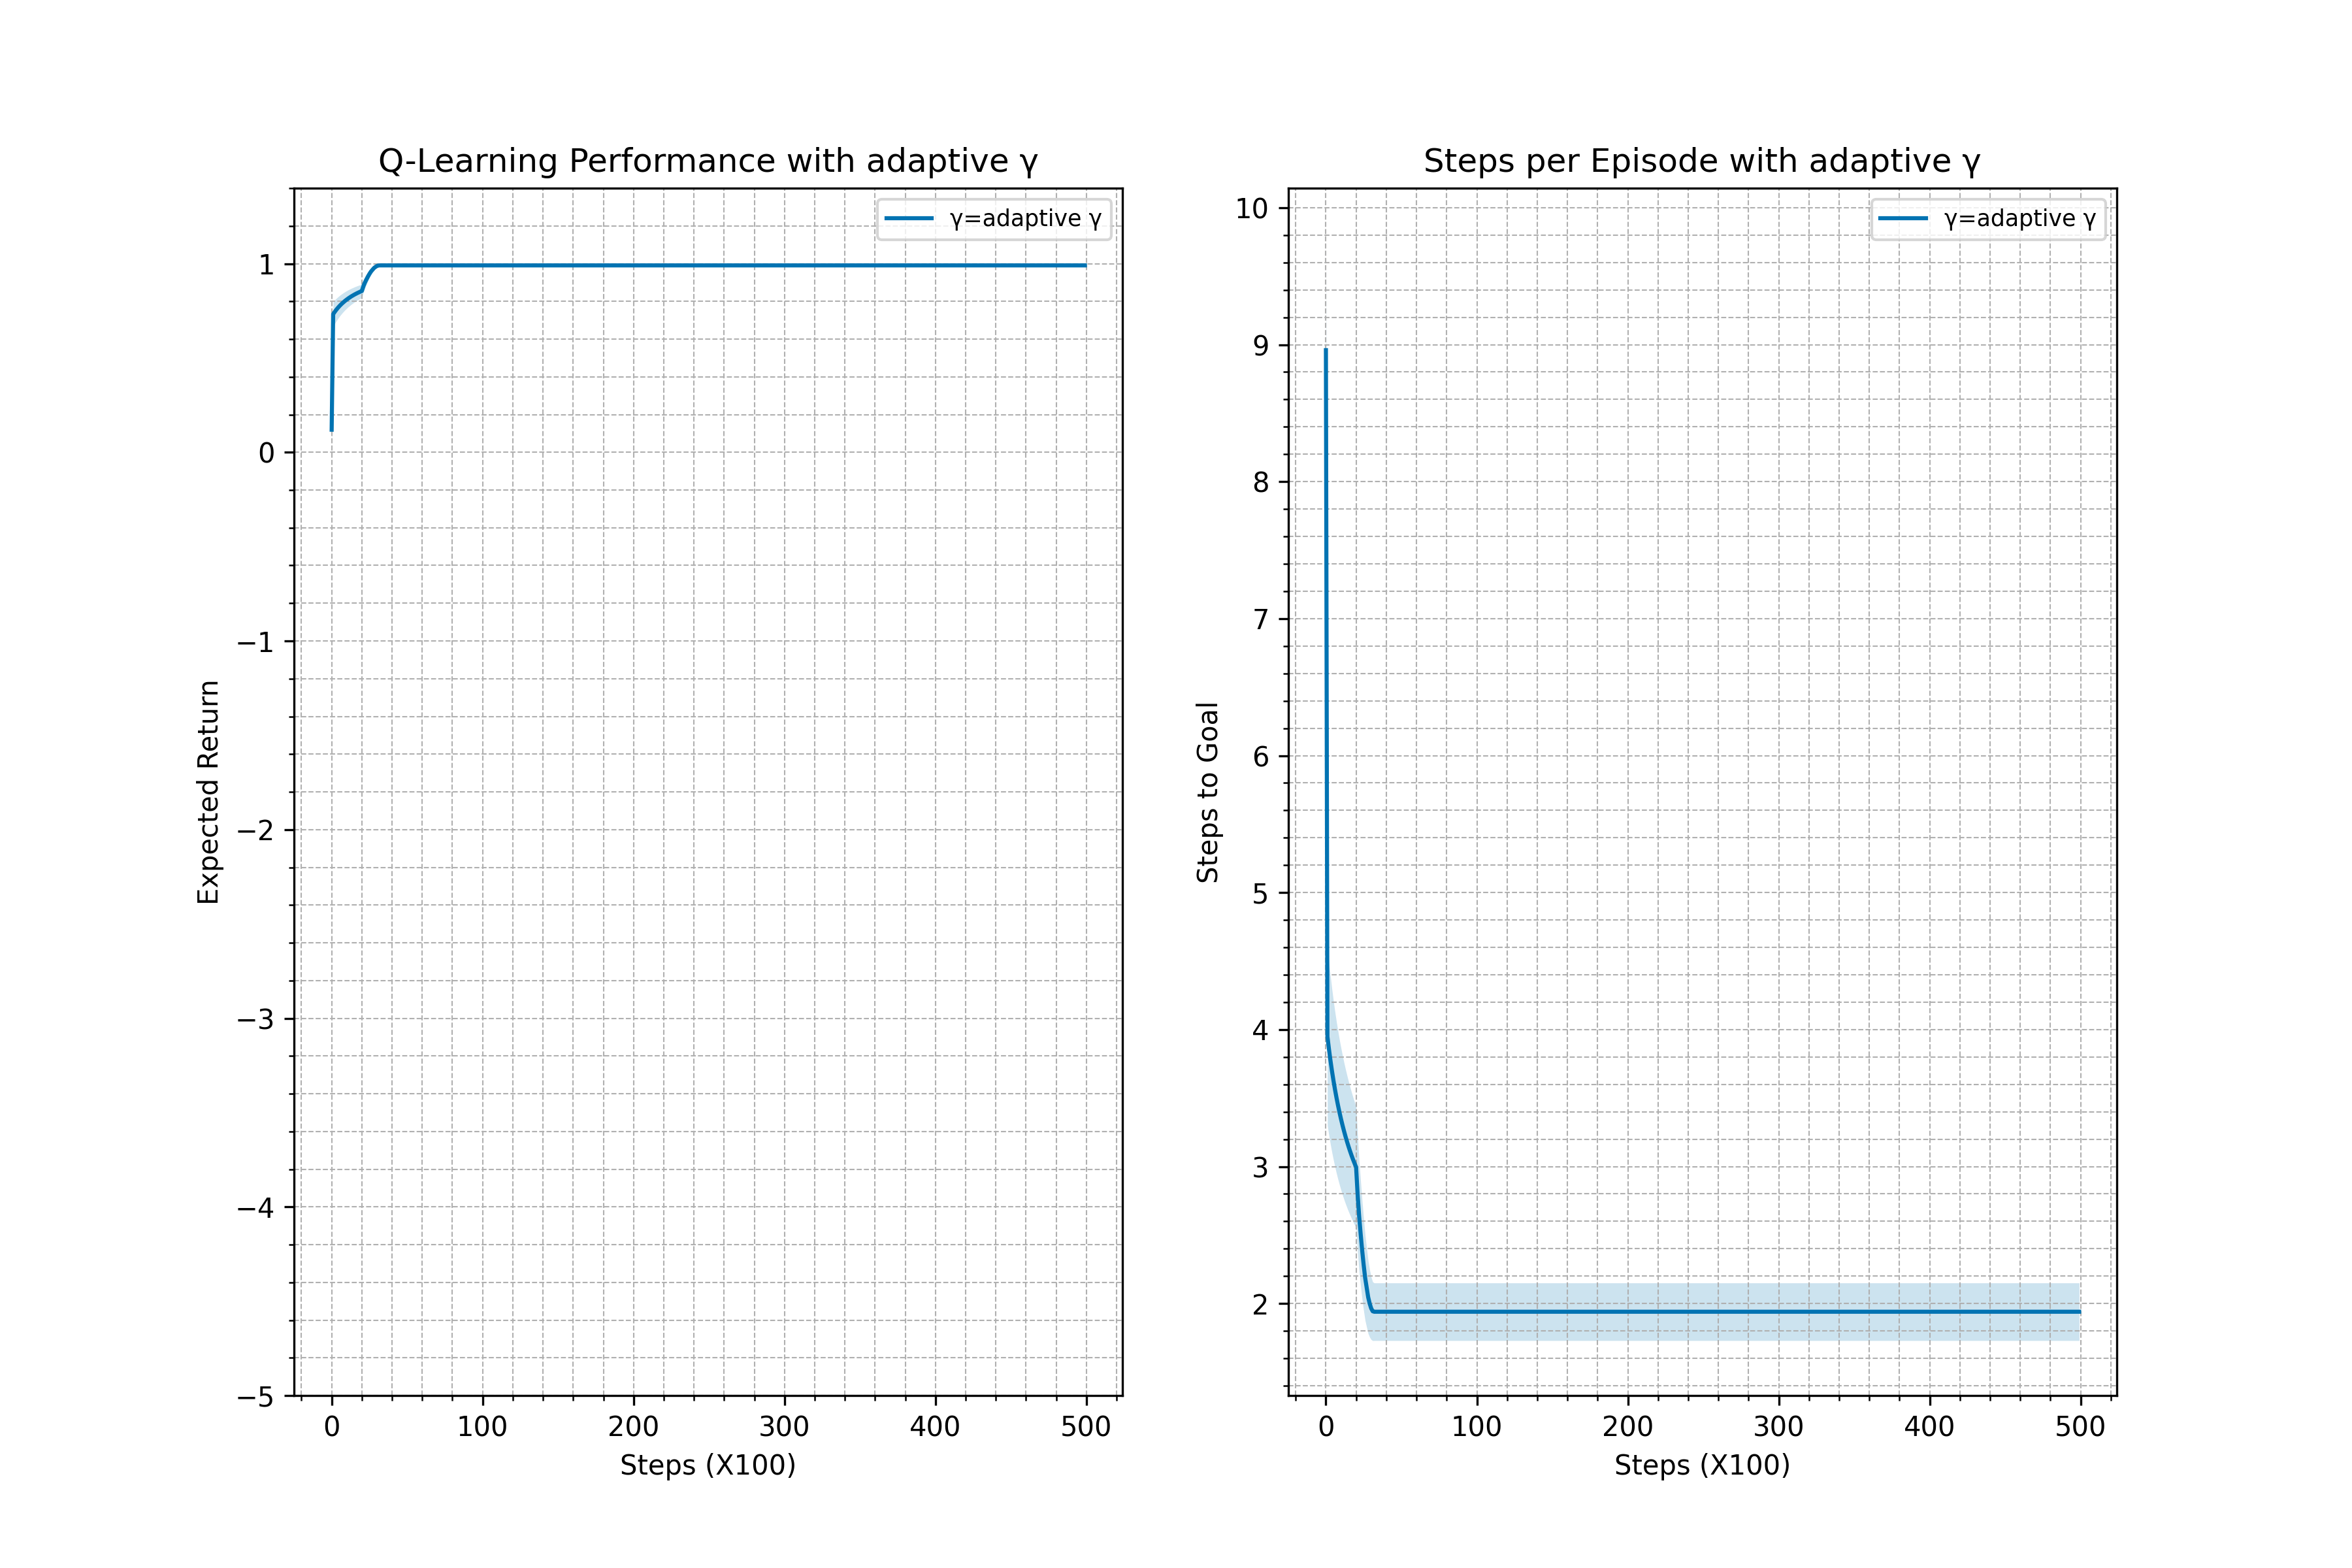 Q-Learning Performance with adaptive γ
γ=adaptive γ
1
0
−1
−2
−3
−4
−5
Expected Return
0 100 200 300 400 500
Steps (X100)
Steps per Episode with adaptive γ
γ=adaptive γ
10
9
8
7
6
5
4
3
2
Steps to Goal
0 100 200 300 400 500
Steps (X100)